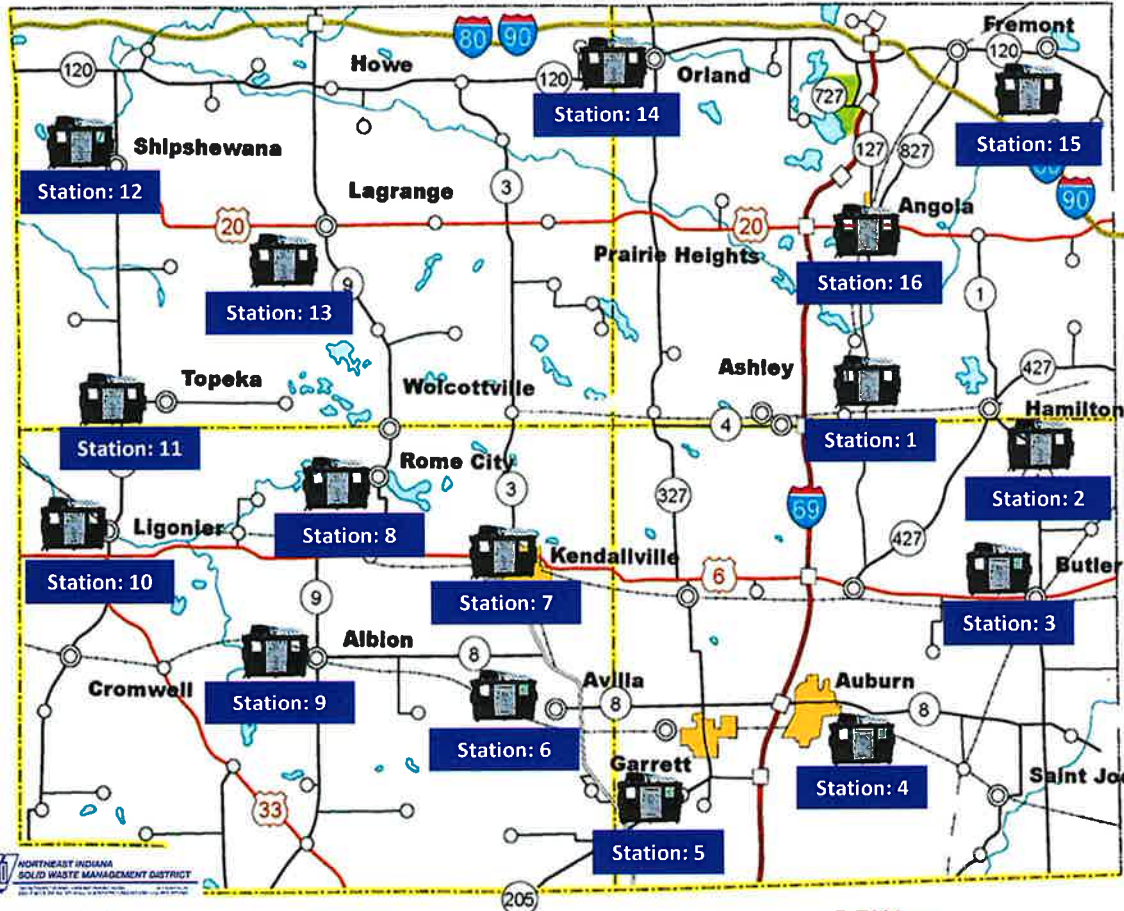 80
90
Fremont
120
Howe
120
120
Orland
727
Station: 14
Station: 15
127
827
Shipshewana
Station: 12
80
90
Lagrange
3
20
20
Angola
Prairie Heights
Station: 16
9
Station: 13
1
Ashley
427
Topeka
Wolcottville
Hamilton
4
Station: 1
Station: 11
Rome City
3
327
69
Station: 2
Ligonier
Station: 8
427
Kendallville
6
Butler
Station: 10
9
Station: 7
Station: 3
Albion
8
Cromwell
Avilla
Auburn
Station: 9
8
8
Station: 6
Garrett
Saint Joe
Station: 4
33
Station: 5
NORTHEAST INDIANA
SOLID WASTE MANAGEMENT DISTRICT
205